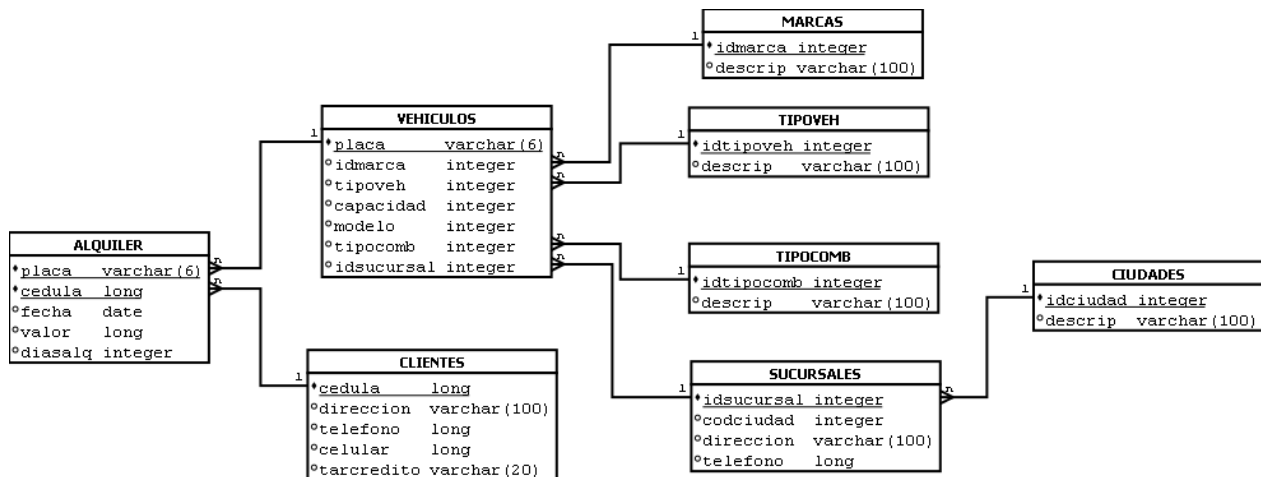 MARCAS
1
idmarca integer
descrip varchar(100)
VEHICULOS
1
placa varchar(6)
idmarca integer
tipoveh integer
capacidad integer
modelo integer
tipocomb integer
idsucursal integer
TIPOVEH
1
idtipoveh integer
descrip varchar(100)
ALQUILER
placa varchar(6)
cedula long
fecha date
valor long
diasalq integer
TIPOCOMB
1
idtipocomb integer
descrip varchar(100)
CIUDADES
1
idciudad integer
descrip varchar(100)
CLIENTES
1
cedula long
direccion varchar(100)
telefono long
celular long
tarcredito varchar(20)
SUCURSALES
1
idsucursal integer
codciudad integer
direccion varchar(100)
telefono long